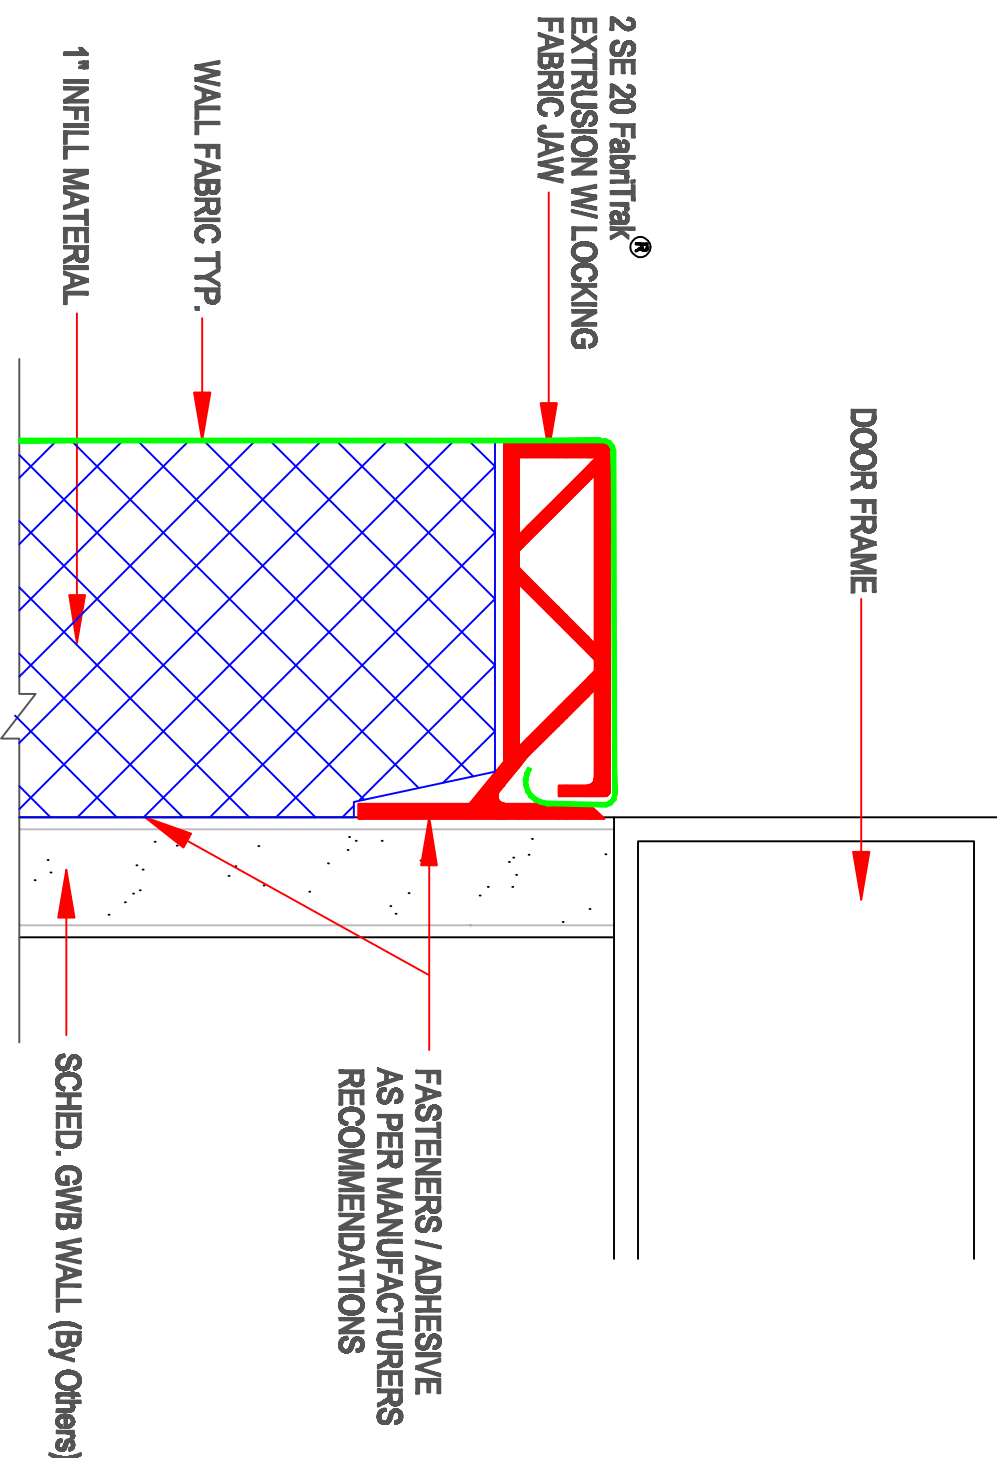 2 SE 20 FabriTrak®
EXTRUSION W/ LOCKING
FABRIC JAW
DOOR FRAME
WALL FABRIC TYP.
1" INFILL MATERIAL
FASTENERS / ADHESIVE
AS PER MANUFACTURERS
RECOMMENDATIONS
SCHED. GWB WALL (By Others)